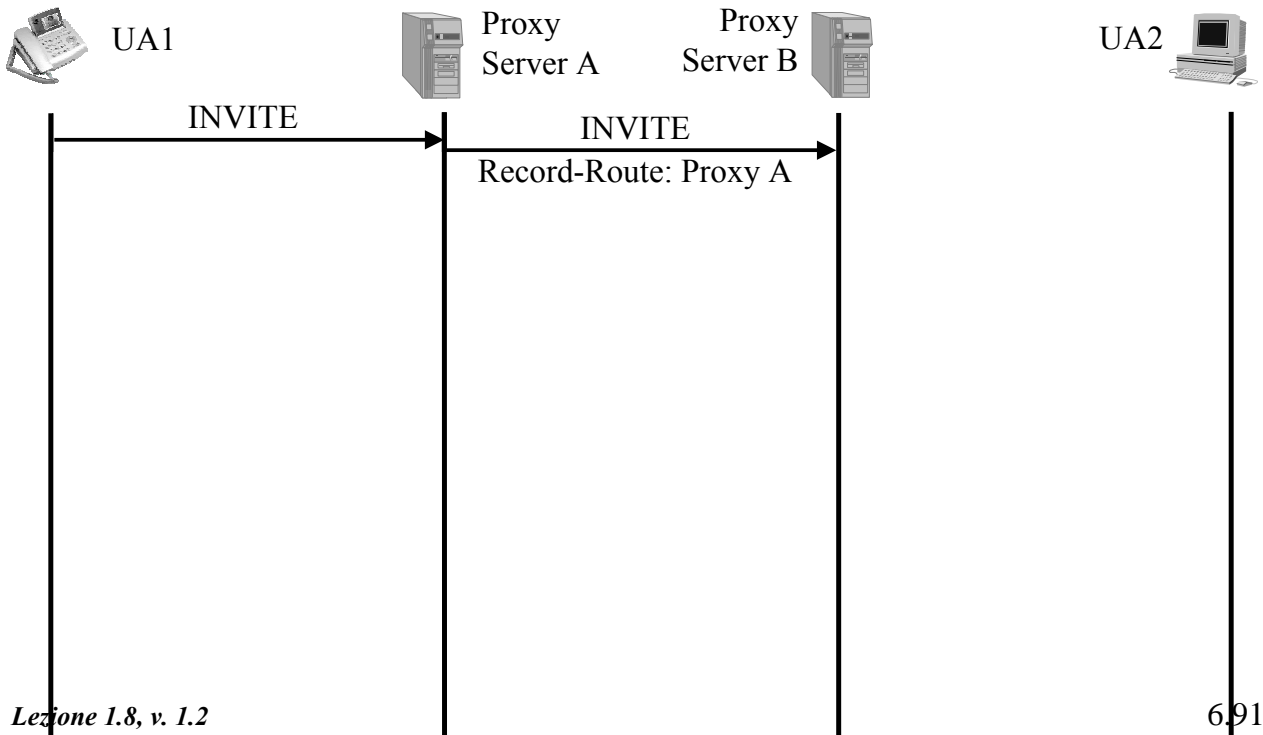 UA1
Proxy
Server A
Proxy
Server B
UA2
INVITE
INVITE
Record-Route: Proxy A
Lezione 1.8, v. 1.2
6.91